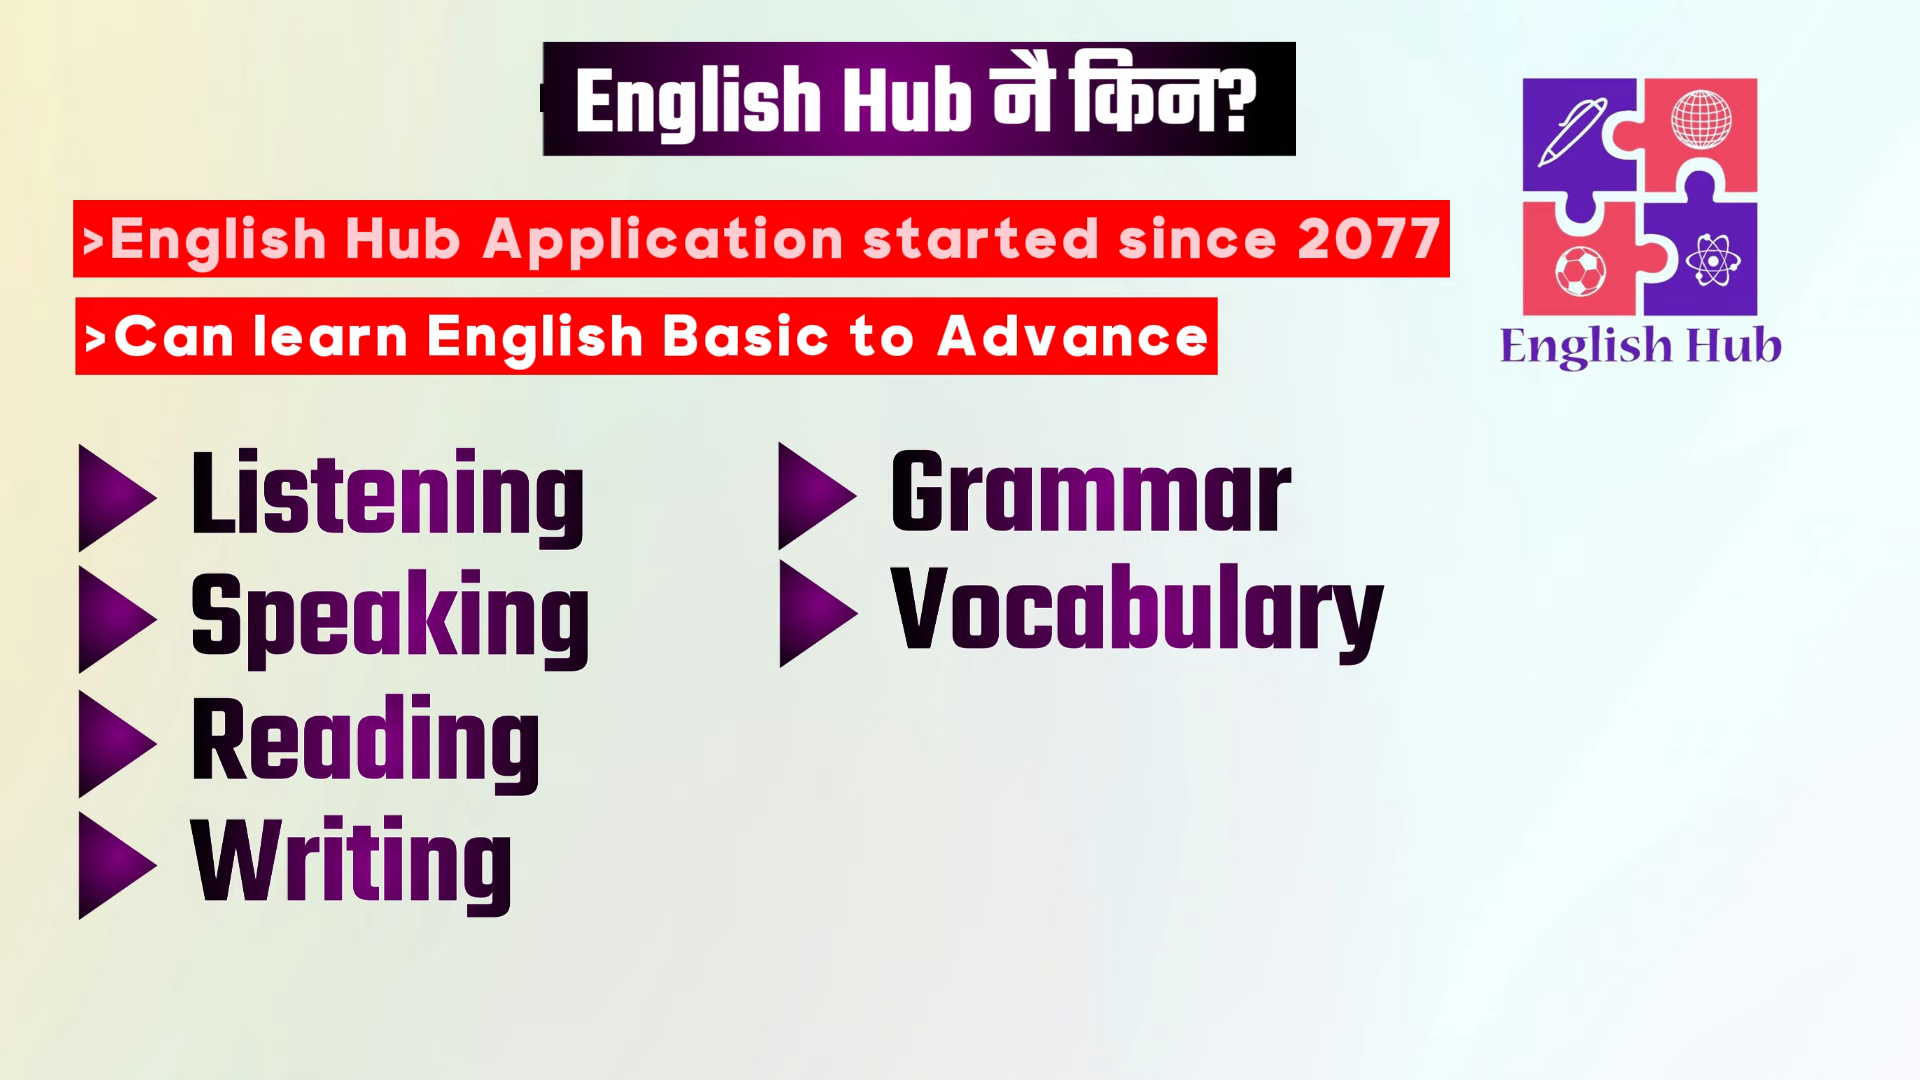 English Hub नै किन?
>English Hub Application started since 2077
>Can learn English Basic to Advance
English Hub
Listening
Speaking
Reading
Writing
Grammar
Vocabulary